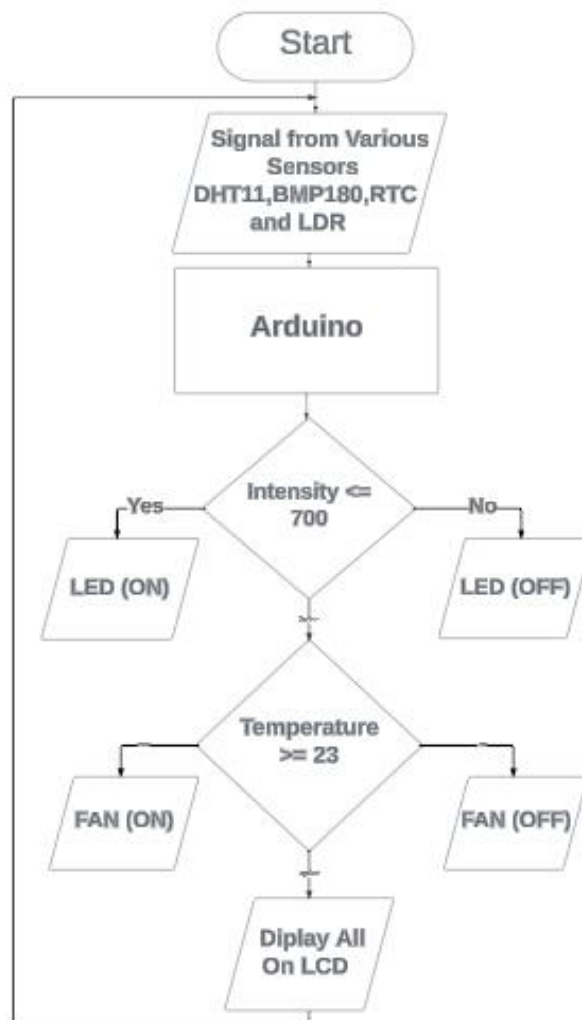 Start
Signal from Various
Sensors
DHT11,BMP180,RTC
and LDR
Arduino
Intensity <=
700
Yes
No
LED (ON)
LED (OFF)
Temperature
>= 23
FAN (ON)
FAN (OFF)
Diplay All
On LCD